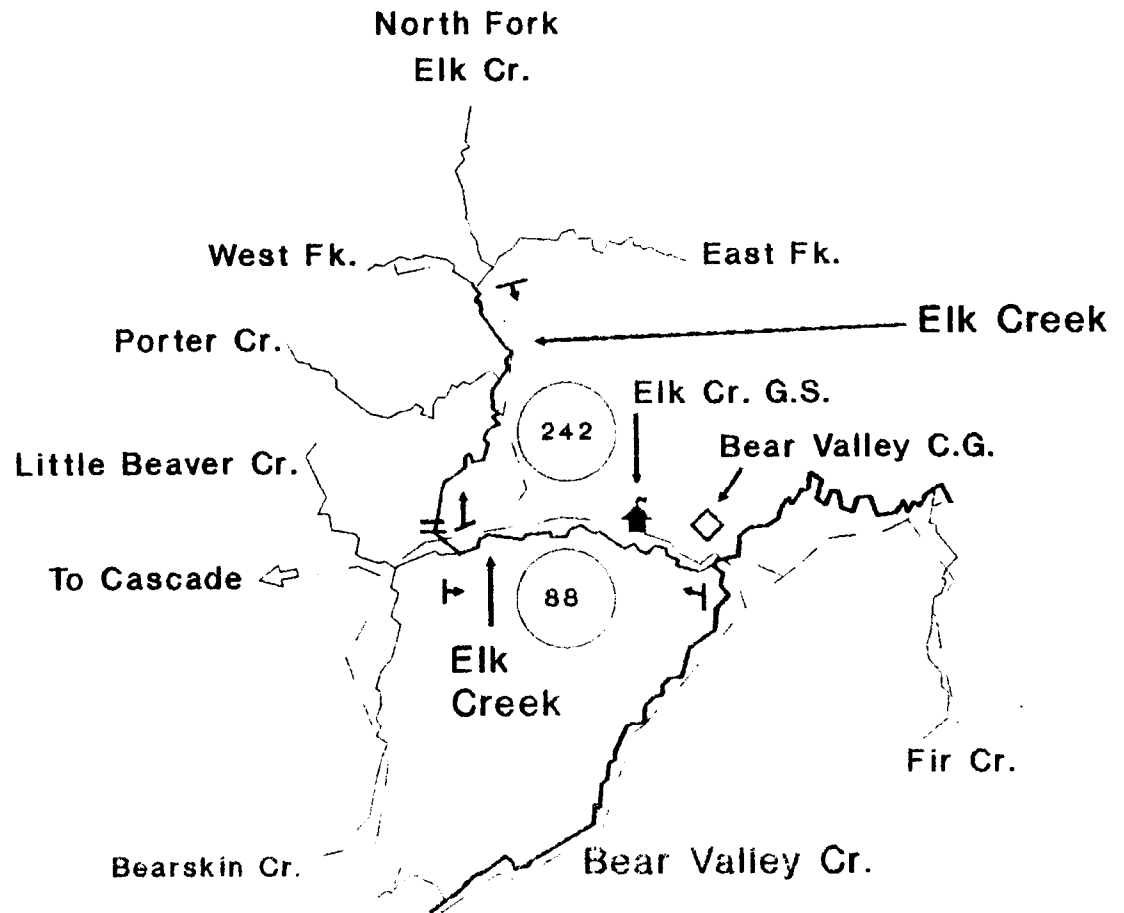 North Fork
Elk Cr.
West Fk.
East Fk.
Elk Creek
Porter Cr.
Elk Cr. G.S.
242
Bear Valley C.G.
Little Beaver Cr.
To Cascade
88
Elk
Creek
Fir Cr.
Bearskin Cr.
Bear Valley Cr.